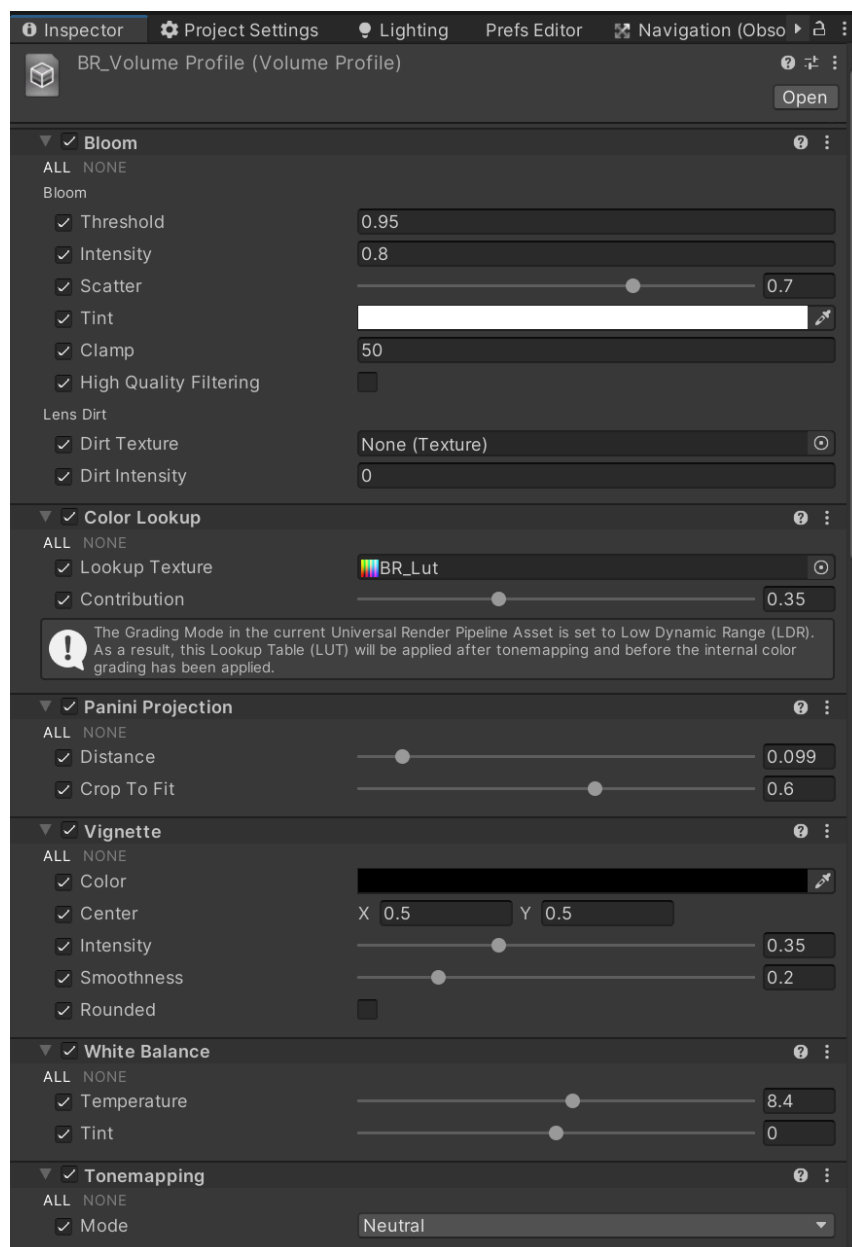 Inspector Project Settings Lighting Prefs Editor Navigation (Obso
BR_Volume Profile (Volume Profile)
Open
Bloom
ALL NONE
Bloom
Threshold 0.95
Intensity 0.8
Scatter 0.7
Tint
Clamp 50
High Quality Filtering
Lens Dirt
Dirt Texture None (Texture)
Dirt Intensity 0
Color Lookup
ALL NONE
Lookup Texture BR_Lut
Contribution 0.35
The Grading Mode in the current Universal Render Pipeline Asset is set to Low Dynamic Range (LDR).
As a result, this Lookup Table (LUT) will be applied after tonemapping and before the internal color
grading has been applied.
Panini Projection
ALL NONE
Distance 0.099
Crop To Fit 0.6
Vignette
ALL NONE
Color
Center X 0.5 Y 0.5
Intensity 0.35
Smoothness 0.2
Rounded
White Balance
ALL NONE
Temperature 8.4
Tint 0
Tonemapping
ALL NONE
Mode Neutral